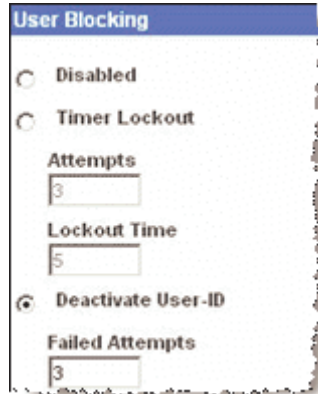 User Blocking
Disabled
Timer Lockout
Attempts
3
Lockout Time
5
Deactivate User-ID
Failed Attempts
3